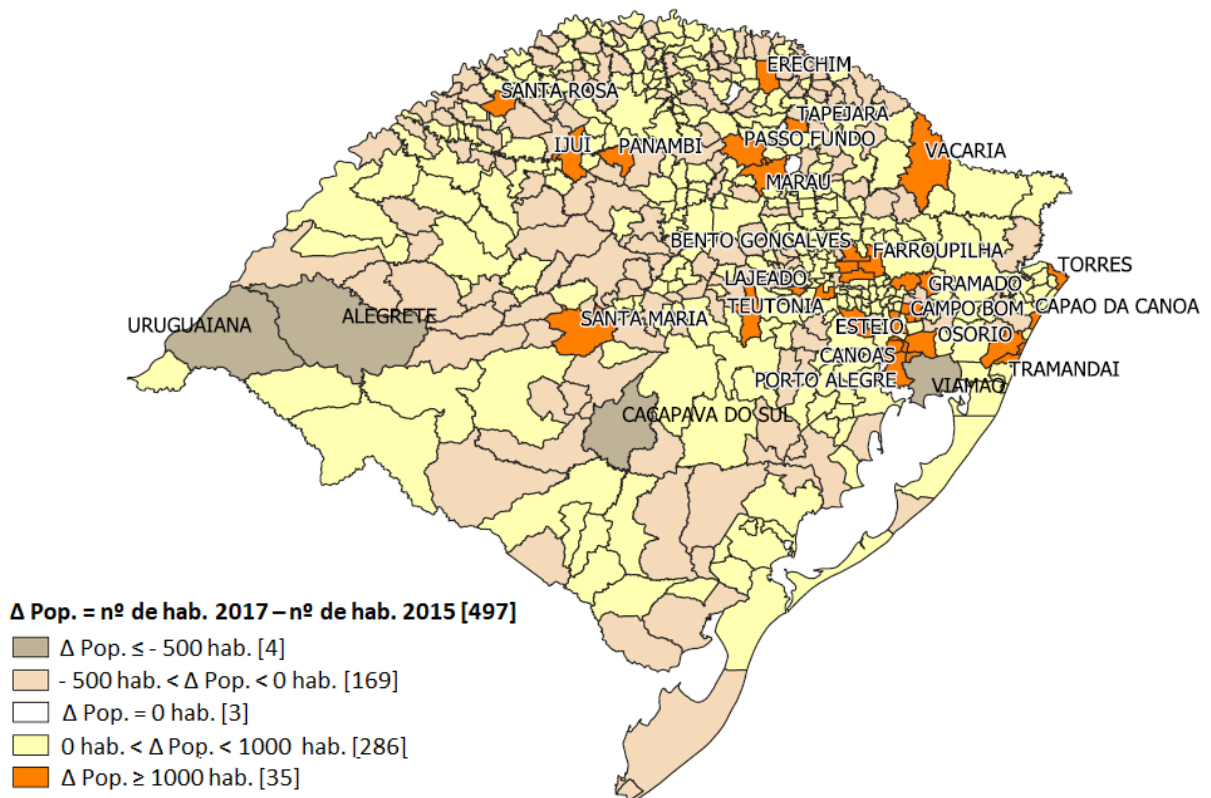 ERECHIM
SANTA ROSA
TAPEJARA
IJUI
PANAMBI
PASSO FUNDO
VACARIA
MARAU
BENTO GONCALVES
FARROUPILHA
TORRES
LAJEADO
GRAMADO
URUGUAIANA
ALEGRETE
SANTA MARIA
TEUTONIA
CAMPO BOM
CAPAO DA CANOA
ESTEIO
OSORIO
CANOAS
TRAMANDAI
PORTO ALEGRE
VIAMAO
CACAPAVA DO SUL
Δ Pop. = nº de hab. 2017 – nº de hab. 2015 [497]
Δ Pop. ≤ - 500 hab. [4]
- 500 hab. < Δ Pop. < 0 hab. [169]
Δ Pop. = 0 hab. [3]
0 hab. < Δ Pop. < 1000 hab. [286]
Δ Pop. ≥ 1000 hab. [35]